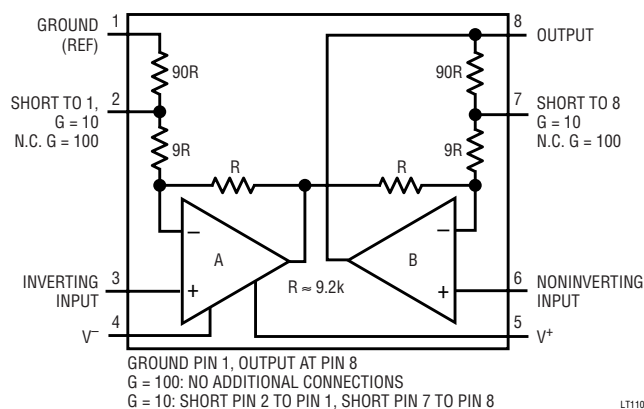 GROUND
(REF)
1
90R
SHORT TO 1,
G = 10
N.C. G = 100
2
9R
R
R
8
OUTPUT
90R
7
SHORT TO 8
G = 10
N.C. G = 100
9R
−
A
+
−
B
+
R ≈ 9.2k
INVERTING
INPUT
3
6
NONINVERTING
INPUT
V−
4
5
V+
GROUND PIN 1, OUTPUT AT PIN 8
G = 100: NO ADDITIONAL CONNECTIONS
G = 10: SHORT PIN 2 TO PIN 1, SHORT PIN 7 TO PIN 8
LT110